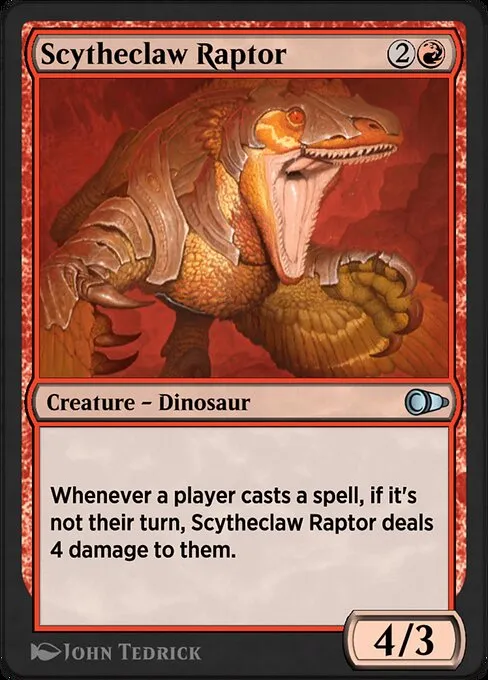 Scytheclaw Raptor 2
Creature – Dinosaur
Whenever a player casts a spell, if it's
not their turn, Scytheclaw Raptor deals
4 damage to them.
4/3
John Tedrick